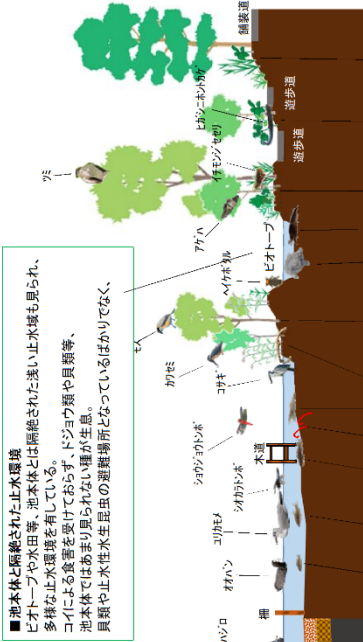 ■池本体と隔絶された止水環境
ビオトープや水田等、池本体とは隔絶された浅い止水域も見られ、
多様な止水環境を有している。
コイによる食害を受けておらず、ドジョウ類や貝類等、
池本体ではあまり見られない種が生息。
貝類や止水性水生昆虫の避難場所となっているばかりでなく、
ハシビロ
柵
オオバン
ユリカモメ
シオカラトンボ
木道
ショウジョウトンボ
コサギ
カワセミ
モズ
ヘイケボタル
ビオトープ
アゲハ
イチモンジセセリ
ツミ
遊歩道
ヒガシニホントカゲ
遊歩道
舗装道